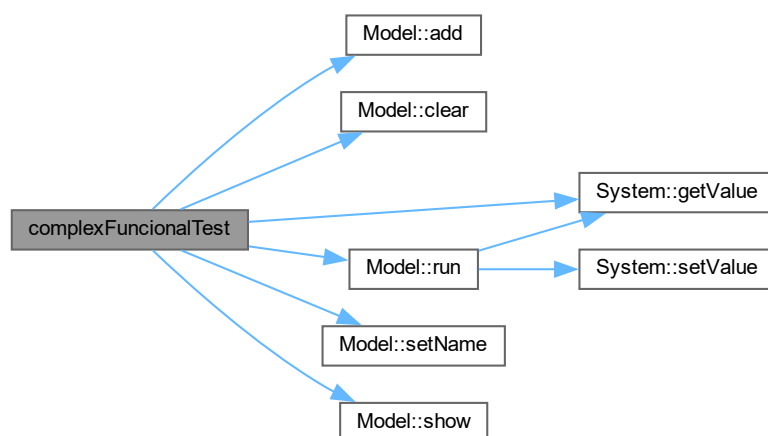 Model::add
Model::clear
System::getValue
complexFuncionalTest
Model::run
System::setValue
Model::setName
Model::show